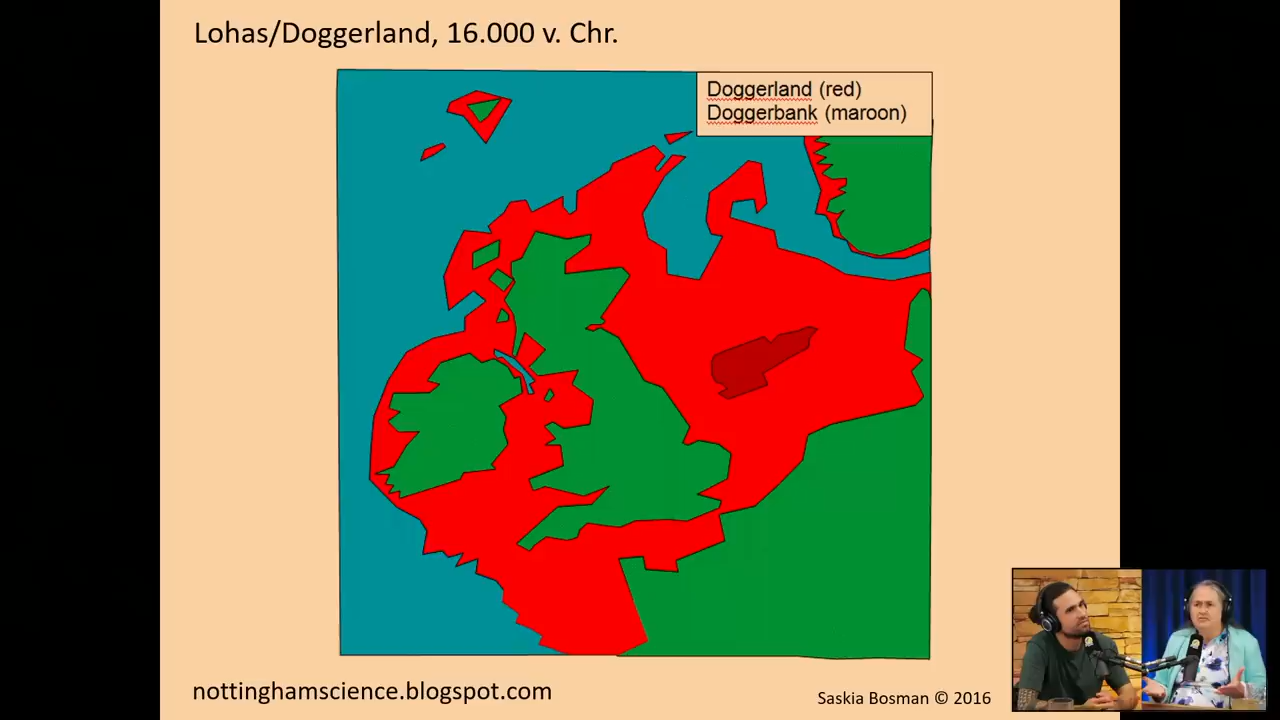 Lohas/Doggerland, 16.000 v. Chr.
Doggerland (red)
Doggerbank (maroon)
nottinghamscience.blogspot.com
Saskia Bosman © 2016